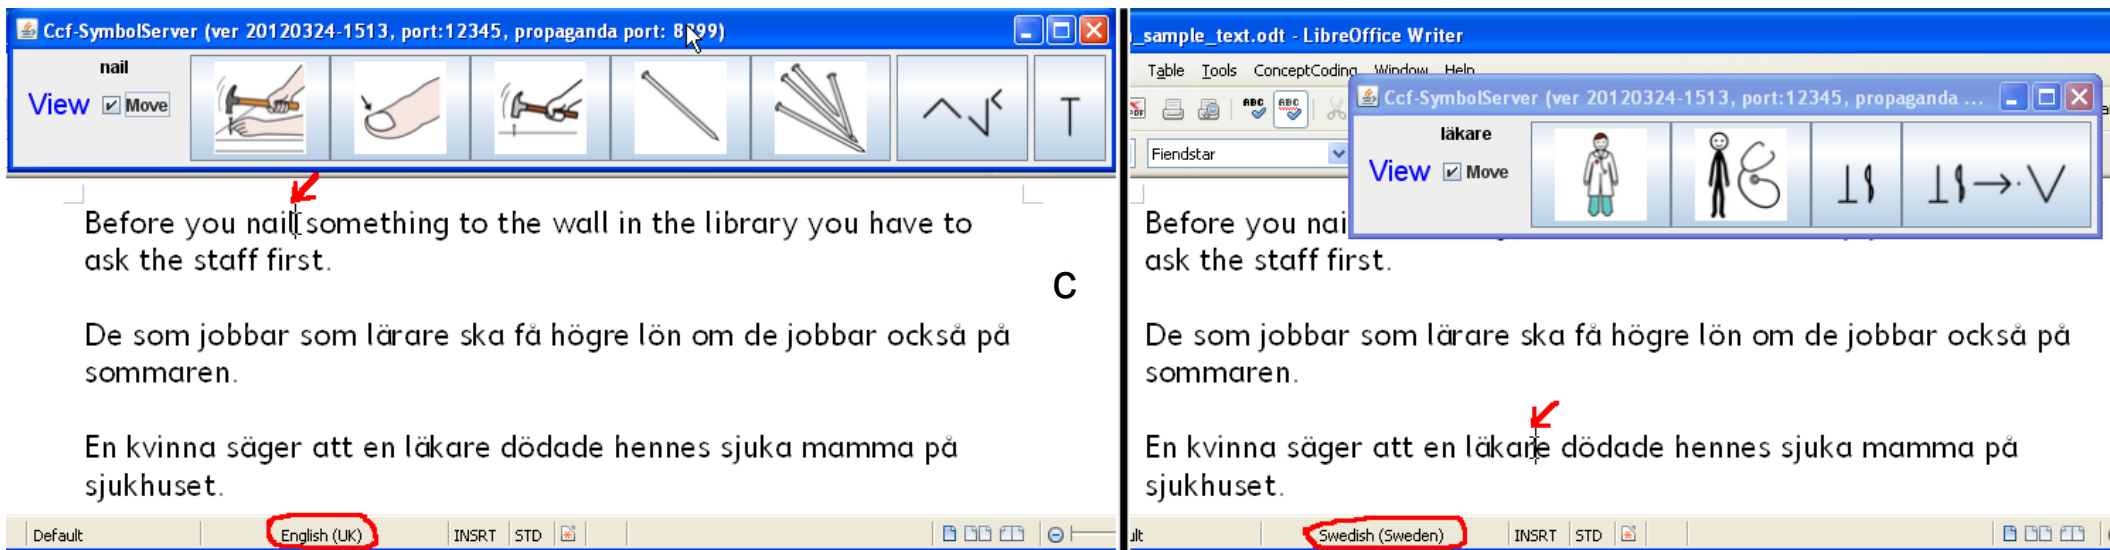 Ccf-SymbolServer (ver 20120324-1513, port:12345, propaganda port: 8 99)
nail
View Move
Before you nail something to the wall in the library you have to
ask the staff first.
c
De som jobbar som lärare ska få högre lön om de jobbar också på
sommaren.
En kvinna säger att en läkare dödade hennes sjuka mamma på
sjukhuset.
Default English (UK) INSRT STD
_sample_text.odt - LibreOffice Writer
Table Tools ConceptCoding Window Help
ABC ABC
Fiendstar
Ccf-SymbolServer (ver 20120324-1513, port:12345, propaganda ...
läkare
View Move
Before you nai
ask the staff first.
De som jobbar som lärare ska få högre lön om de jobbar också på
sommaren.
En kvinna säger att en läkare dödade hennes sjuka mamma på
sjukhuset.
ult Swedish (Sweden) INSRT STD